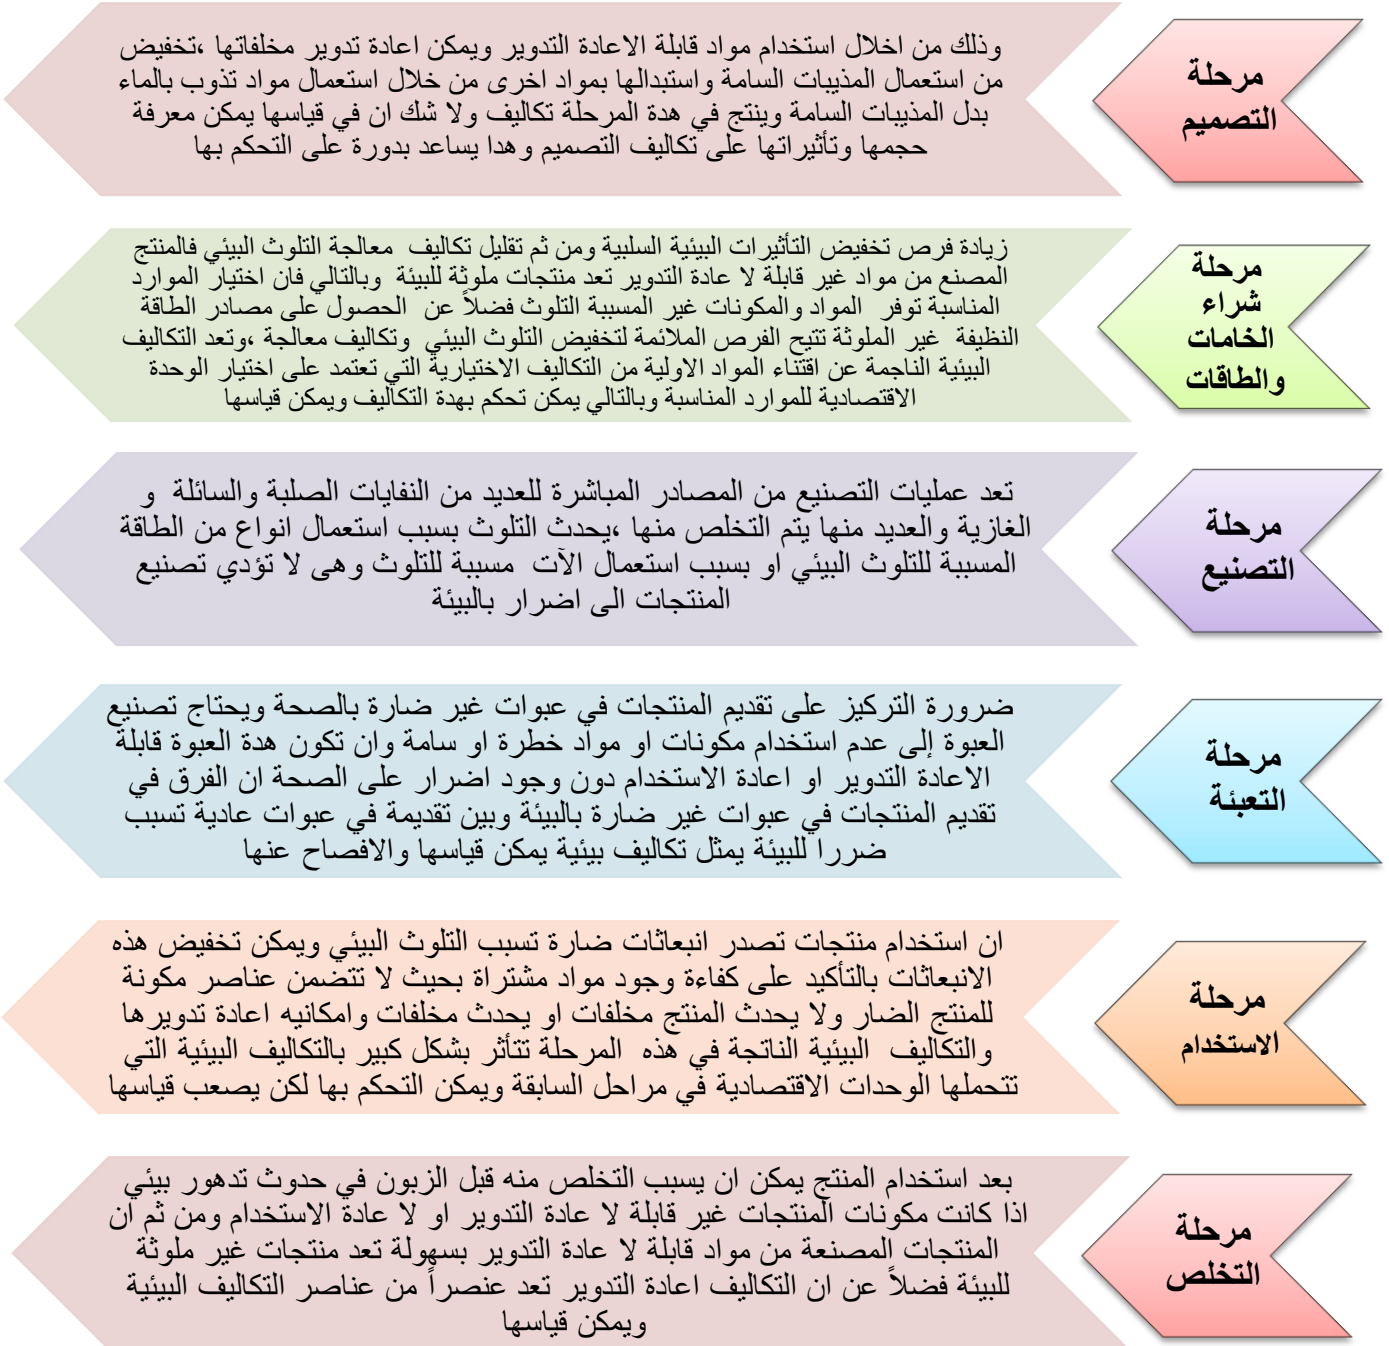 مرحلة
التصميم
وذلك من اخلال استخدام مواد قابلة الاعادة التدوير ويمكن اعادة تدوير مخلفاتها ،تخفيض
من استعمال المذيبات السامة واستبدالها بمواد اخرى من خلال استعمال مواد تذوب بالماء
بدل المذيبات السامة وينتج في هدة المرحلة تكاليف ولا شك ان في قياسها يمكن معرفة
حجمها وتأثيراتها على تكاليف التصميم وهدا يساعد بدورة على التحكم بها
مرحلة
شراء
الخامات
والطاقات
زيادة فرص تخفيض التأثيرات البيئية السلبية ومن ثم تقليل تكاليف معالجة التلوث البيئي فالمنتج
المصنع من مواد غير قابلة لا عادة التدوير تعد منتجات ملوثة للبيئة وبالتالي فان اختيار الموارد
المناسبة توفر المواد والمكونات غير المسببة التلوث فضلاً عن الحصول على مصادر الطاقة
النظيفة غير الملوثة تتيح الفرص الملائمة لتخفيض التلوث البيئي وتكاليف معالجة ،وتعد التكاليف
البيئية الناجمة عن اقتناء المواد الاولية من التكاليف الاختيارية التي تعتمد على اختيار الوحدة
الاقتصادية للموارد المناسبة وبالتالي يمكن تحكم بهدة التكاليف ويمكن قياسها
مرحلة
التصنيع
تعد عمليات التصنيع من المصادر المباشرة للعديد من النفايات الصلبة والسائلة و
الغازية والعديد منها يتم التخلص منها ،يحدث التلوث بسبب استعمال انواع من الطاقة
المسببة للتلوث البيئي او بسبب استعمال الآت مسببة للتلوث وهى لا تؤدي تصنيع
المنتجات الى اضرار بالبيئة
مرحلة
التعبئة
ضرورة التركيز على تقديم المنتجات في عبوات غير ضارة بالصحة ويحتاج تصنيع
العبوة إلى عدم استخدام مكونات او مواد خطرة او سامة وان تكون هدة العبوة قابلة
الاعادة التدوير او اعادة الاستخدام دون وجود اضرار على الصحة ان الفرق في
تقديم المنتجات في عبوات غير ضارة بالبيئة وبين تقديمة في عبوات عادية تسبب
ضررا للبيئة يمثل تكاليف بيئية يمكن قياسها والافصاح عنها
مرحلة
الاستخدام
ان استخدام منتجات تصدر انبعاثات ضارة تسبب التلوث البيئي ويمكن تخفيض هذه
الانبعاثات بالتأكيد على كفاءة وجود مواد مشتراة بحيث لا تتضمن عناصر مكونة
للمنتج الضار ولا يحدث المنتج مخلفات او يحدث مخلفات وامكانيه اعادة تدويرها
والتكاليف البيئية الناتجة في هذه المرحلة تتأثر بشكل كبير بالتكاليف البيئية التي
تتحملها الوحدات الاقتصادية في مراحل السابقة ويمكن التحكم بها لكن يصعب قياسها
مرحلة
التخلص
بعد استخدام المنتج يمكن ان يسبب التخلص منه قبل الزبون في حدوث تدهور بيئي
اذا كانت مكونات المنتجات غير قابلة لا عادة التدوير او لا عادة الاستخدام ومن ثم ان
المنتجات المصنعة من مواد قابلة لا عادة التدوير بسهولة تعد منتجات غير ملوثة
للبيئة فضلاً عن ان التكاليف اعادة التدوير تعد عنصراً من عناصر التكاليف البيئية
ويمكن قياسها